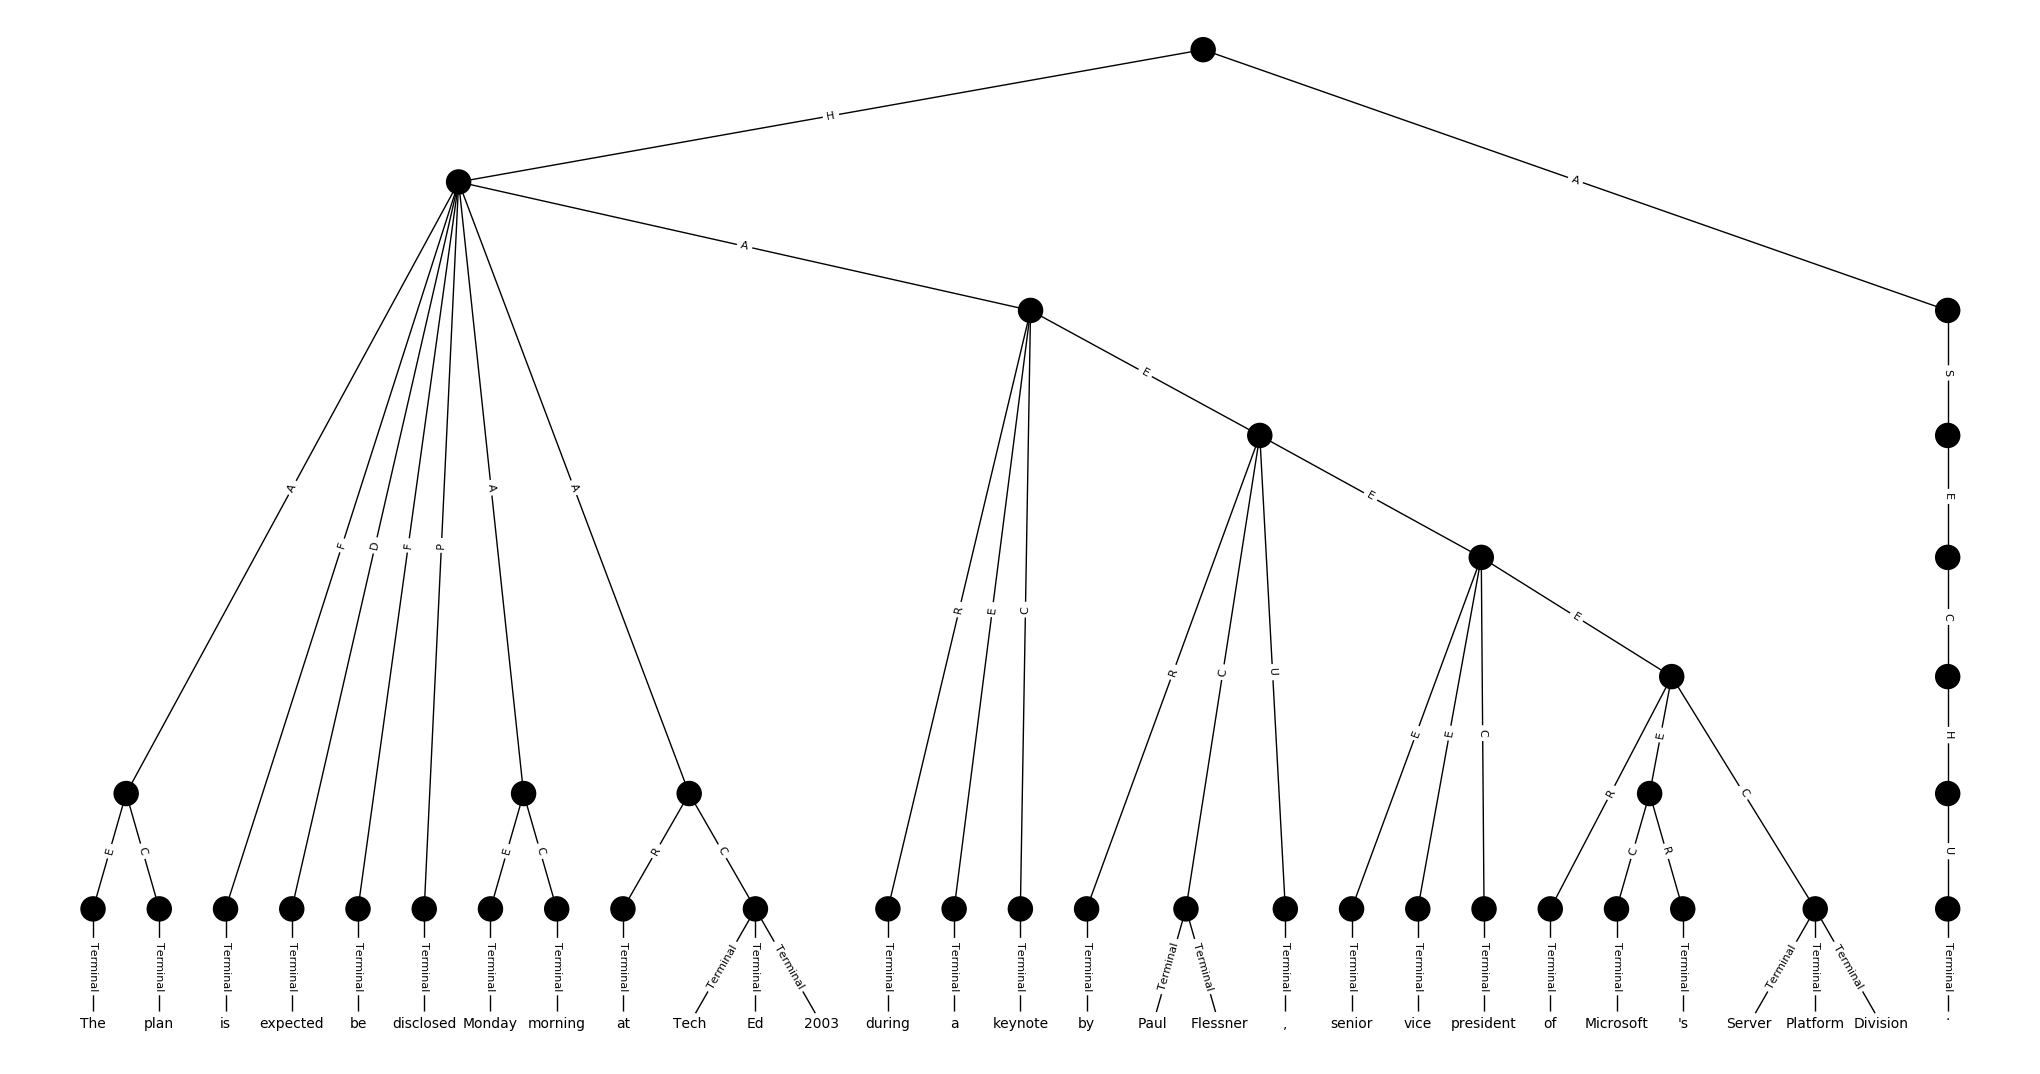 H
A
A
S
E
A
A
A
E
E
F
D
F
P
R
E
C
E
C
R
C
U
E
E
E
C
H
R
C
E
C
E
C
R
C
C
R
U
Terminal Terminal Terminal Terminal Terminal Terminal Terminal Terminal Terminal Terminal Terminal Terminal Terminal Terminal Terminal Terminal Terminal Terminal Terminal Terminal Terminal Terminal Terminal Terminal Terminal Terminal Terminal Terminal Terminal
The plan is expected be disclosed Monday morning at Tech Ed 2003 during a keynote by Paul Flessner , senior vice president of Microsoft 's Server Platform Division .